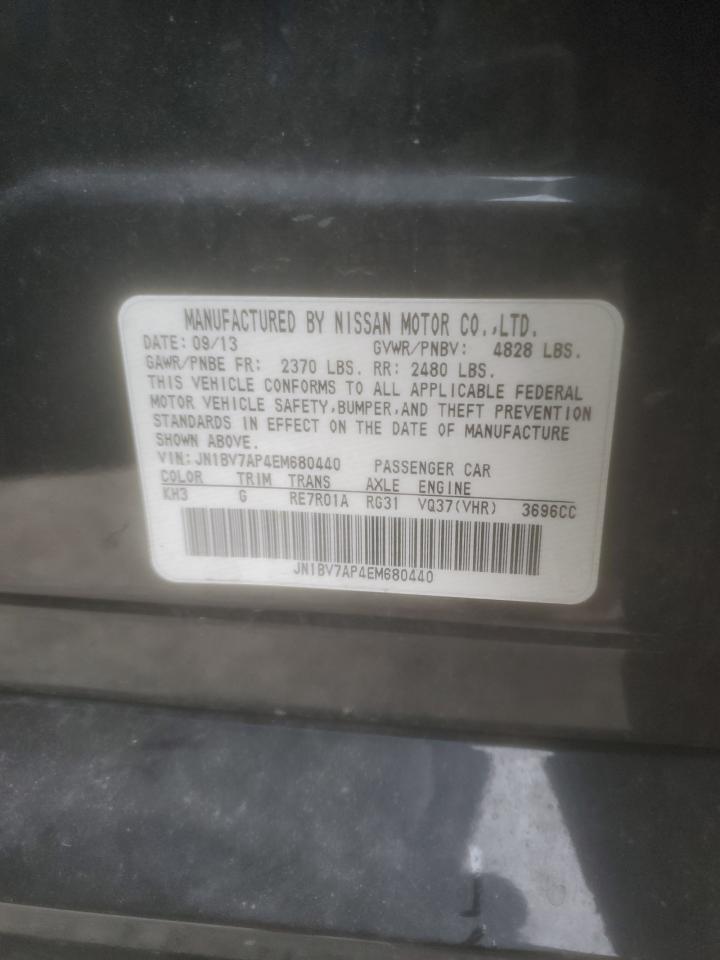 MANUFACTURED BY NISSAN MOTOR CO.,LTD.
DATE: 09/13 GVWR/PNBV: 4828 LBS.
GAWR/PNBE FR: 2370 LBS. RR: 2480 LBS.
THIS VEHICLE CONFORMS TO ALL APPLICABLE FEDERAL
MOTOR VEHICLE SAFETY,BUMPER,AND THEFT PREVENTION
STANDARDS IN EFFECT ON THE DATE OF MANUFACTURE
SHOWN ABOVE.
VIN:JN1BV7AP4EM680440 PASSENGER CAR
COLOR TRIM TRANS AXLE ENGINE
KH3 G RE7R01A RG31 VQ37(VHR) 3696CC
JN1BV7AP4EM680440